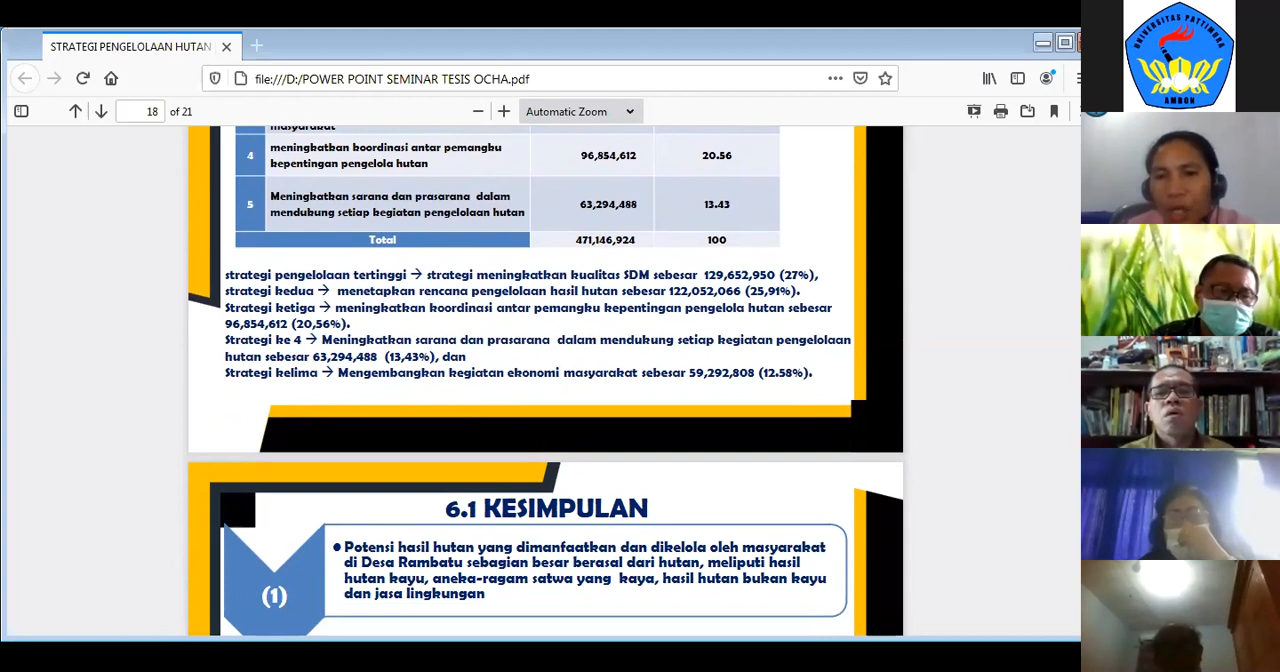 STRATEGI PENGELOLAAN HUTAN
file:///D:/POWER POINT SEMINAR TESIS OCHA.pdf
18 of 21
Automatic Zoom
masyarakat
4 meningkatkan koordinasi antar pemangku kepentingan pengelola hutan 96,854,612 20.56
5 Meningkatkan sarana dan prasarana dalam mendukung setiap kegiatan pengelolaan hutan 63,294,488 13.43
Total 471,146,924 100
strategi pengelolaan tertinggi → strategi meningkatkan kualitas SDM sebesar 129,652,950 (27%),
strategi kedua → menetapkan rencana pengelolaan hasil hutan sebesar 122,052,066 (25,91%).
Strategi ketiga → meningkatkan koordinasi antar pemangku kepentingan pengelola hutan sebesar
96,854,612 (20,56%).
Strategi ke 4 → Meningkatkan sarana dan prasarana dalam mendukung setiap kegiatan pengelolaan
hutan sebesar 63,294,488 (13,43%), dan
Strategi kelima → Mengembangkan kegiatan ekonomi masyarakat sebesar 59,292,808 (12.58%).
6.1 KESIMPULAN
(1)
• Potensi hasil hutan yang dimanfaatkan dan dikelola oleh masyarakat
di Desa Rambatu sebagian besar berasal dari hutan, meliputi hasil
hutan kayu, aneka-ragam satwa yang kaya, hasil hutan bukan kayu
dan jasa lingkungan
UNIVERSITAS PATTIMURA
AMBON